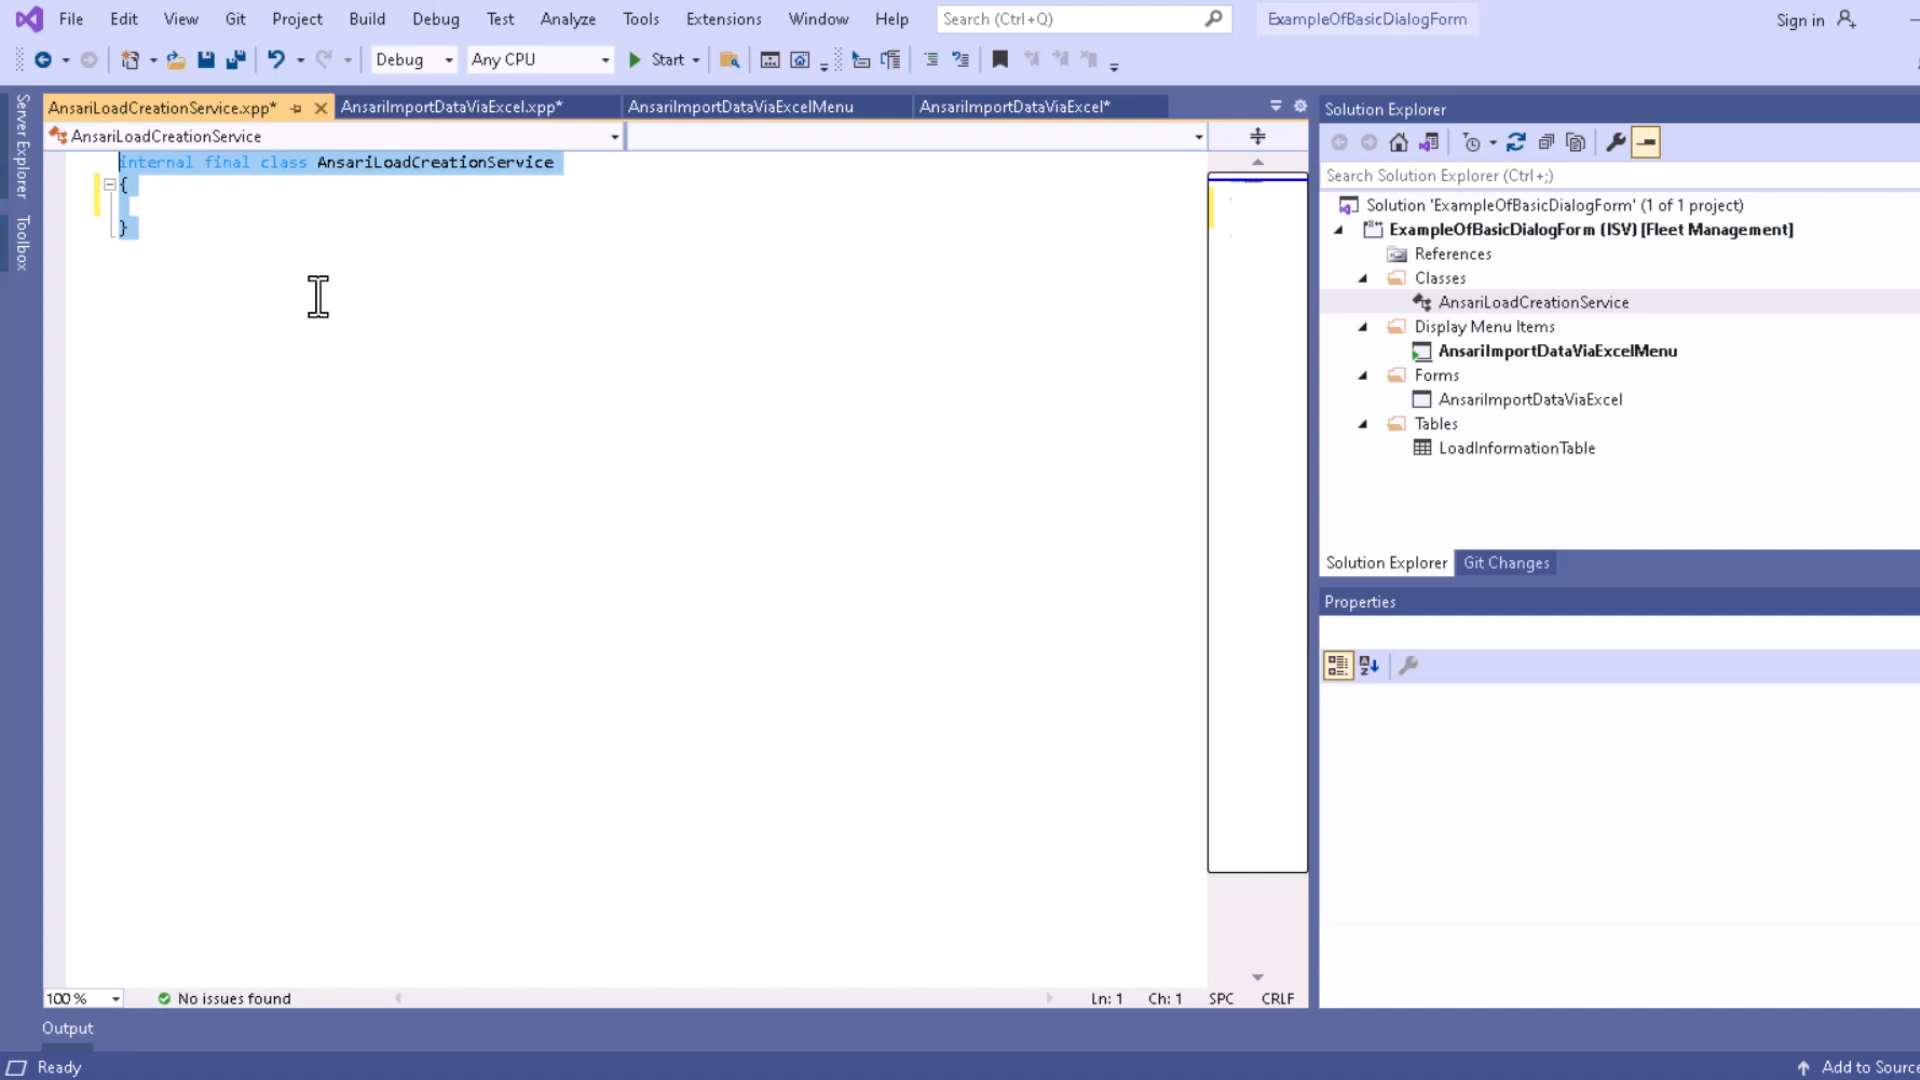 File Edit View Git Project Build Debug Test Analyze Tools Extensions Window Help Search (Ctrl+Q) ExampleOfBasicDialogForm Sign in
Debug Any CPU Start
Server Explorer
Toolbox
AnsariLoadCreationService.xpp* AnsariImportDataViaExcel.xpp* AnsariImportDataViaExcelMenu AnsariImportDataViaExcel*
AnsariLoadCreationService
internal final class AnsariLoadCreationService
{
}
100 % No issues found Ln: 1 Ch: 1 SPC CRLF
Solution Explorer
Search Solution Explorer (Ctrl+;)
Solution 'ExampleOfBasicDialogForm' (1 of 1 project)
ExampleOfBasicDialogForm (ISV) [Fleet Management]
References
Classes
AnsariLoadCreationService
Display Menu Items
AnsariImportDataViaExcelMenu
Forms
AnsariImportDataViaExcel
Tables
LoadInformationTable
Solution Explorer Git Changes
Properties
Output
Ready Add to Source